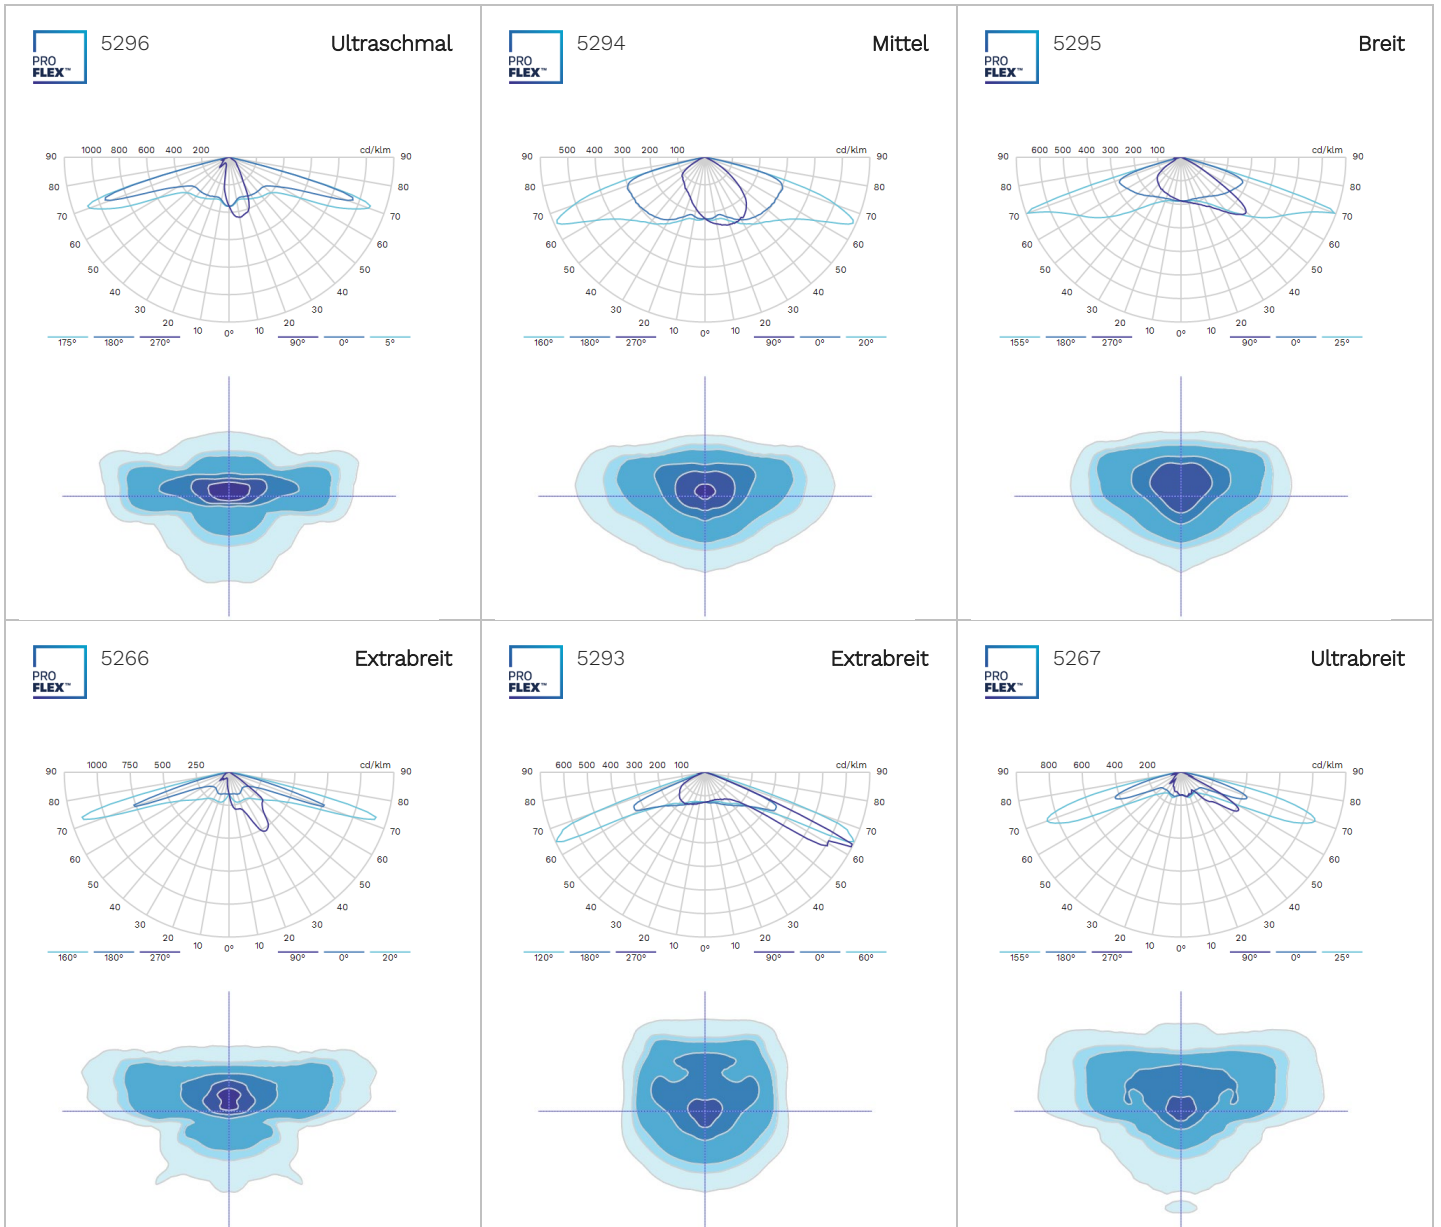 PRO
FLEX™
5296
Ultraschmal
1000 800 600 400 200 cd/klm
90 90
80 80
70 70
60 60
50 50
40 40
30 30
20 20
10 0° 10
175° 180° 270° 90° 0° 5°
PRO
FLEX™
5294
Mittel
500 400 300 200 100 cd/klm
90 90
80 80
70 70
60 60
50 50
40 40
30 30
20 20
10 0° 10
160° 180° 270° 90° 0° 20°
PRO
FLEX™
5295
Breit
600 500 400 300 200 100 cd/klm
90 90
80 80
70 70
60 60
50 50
40 40
30 30
20 20
10 0° 10
155° 180° 270° 90° 0° 25°
PRO
FLEX™
5266
Extrabreit
1000 750 500 250 cd/klm
90 90
80 80
70 70
60 60
50 50
40 40
30 30
20 20
10 0° 10
160° 180° 270° 90° 0° 20°
PRO
FLEX™
5293
Extrabreit
600 500 400 300 200 100 cd/klm
90 90
80 80
70 70
60 60
50 50
40 40
30 30
20 20
10 0° 10
120° 180° 270° 90° 0° 60°
PRO
FLEX™
5267
Ultrabreit
800 600 400 200 cd/klm
90 90
80 80
70 70
60 60
50 50
40 40
30 30
20 20
10 0° 10
155° 180° 270° 90° 0° 25°